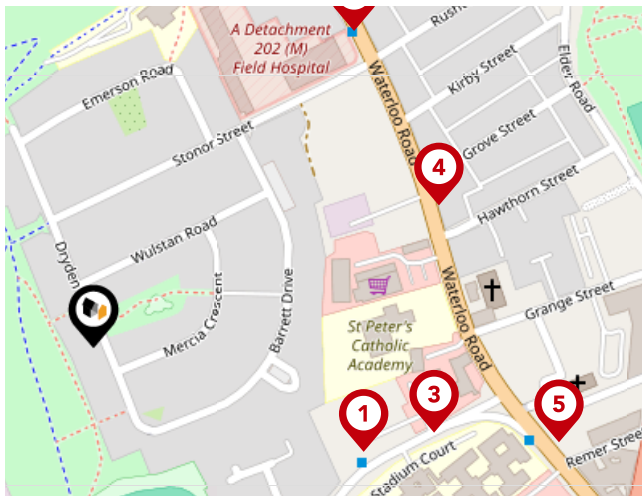 A Detachment
202 (M)
Field Hospital
Rush
Emerson Road
Waterloo Road
Kirby Street
Elder Road
Stonor Street
Grove Street
4
Hawthorn Street
Wulstan Road
Dryden
Waterloo Road
Mercia Crescent
Barrett Drive
Grange Street
St Peter's
Catholic
Academy
1
3
5
Stadium Court
Remer Street